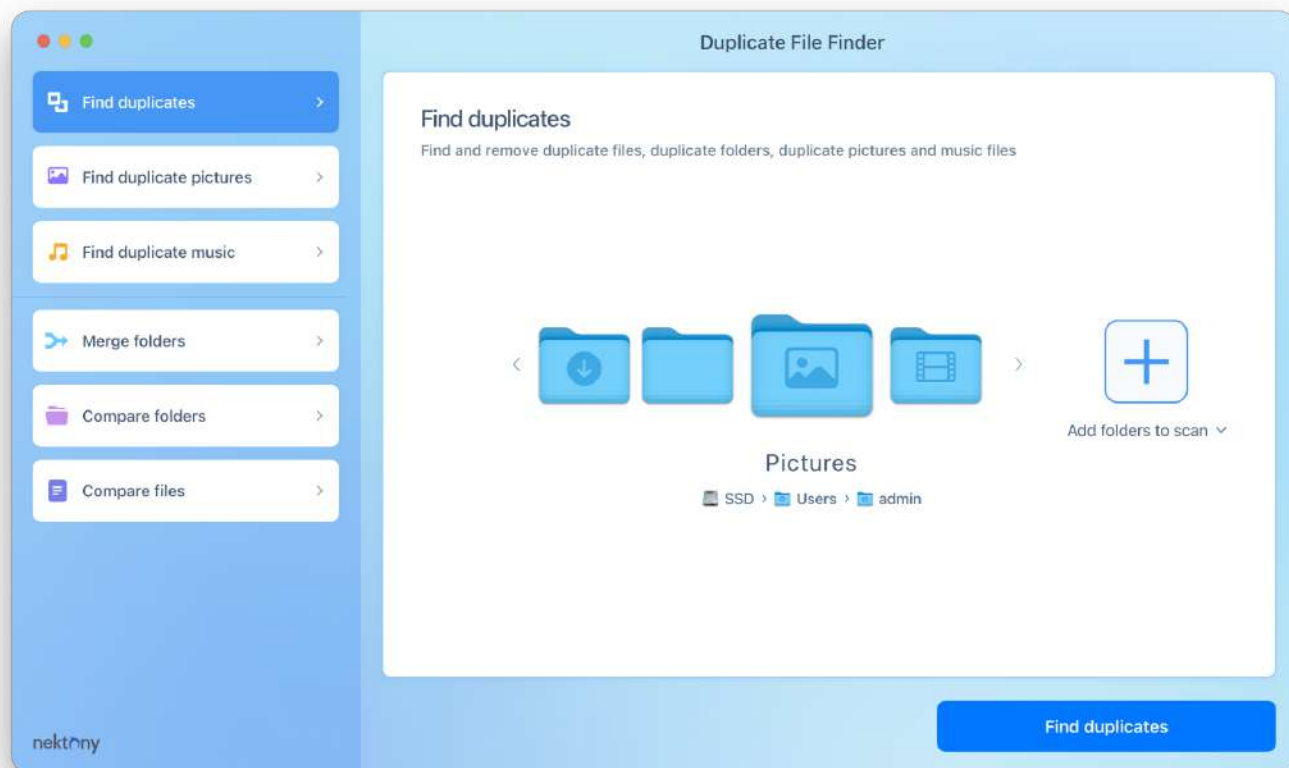 Duplicate File Finder
Find duplicates
Find duplicate pictures
Find duplicate music
Merge folders
Compare folders
Compare files
nektony
Find duplicates
Find and remove duplicate files, duplicate folders, duplicate pictures and music files
Add folders to scan
Pictures
SSD › Users › admin
Find duplicates